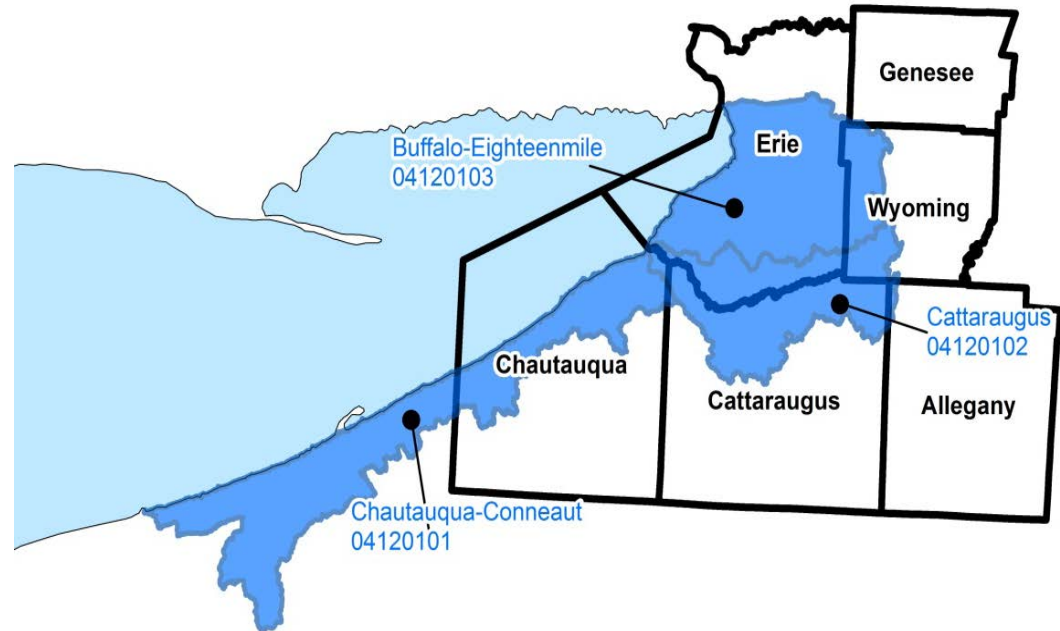 Genesee
Buffalo-Eighteenmile
04120103
Erie
Wyoming
Cattaraugus
04120102
Chautauqua
Cattaraugus
Allegany
Chautauqua-Conneaut
04120101